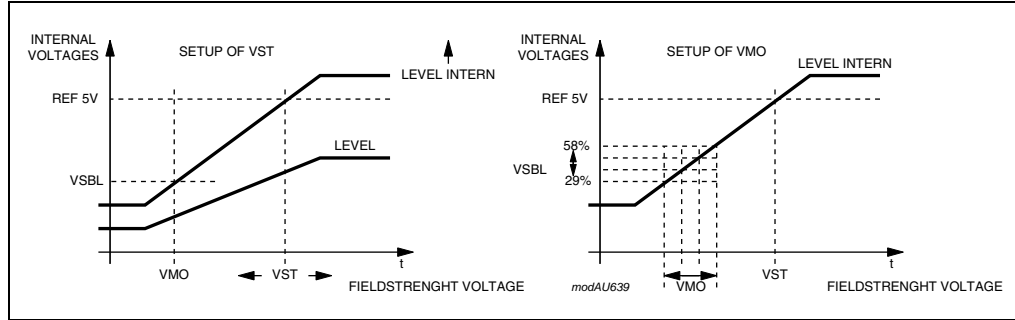 INTERNAL
VOLTAGES
SETUP OF VST
LEVEL INTERN
REF 5V
LEVEL
VSBL
VMO
VST
t
FIELDSTRENGHT VOLTAGE
INTERNAL
VOLTAGES
SETUP OF VMO
LEVEL INTERN
REF 5V
58%
VSBL
29%
t
modAU639
VMO
VST
FIELDSTRENGHT VOLTAGE